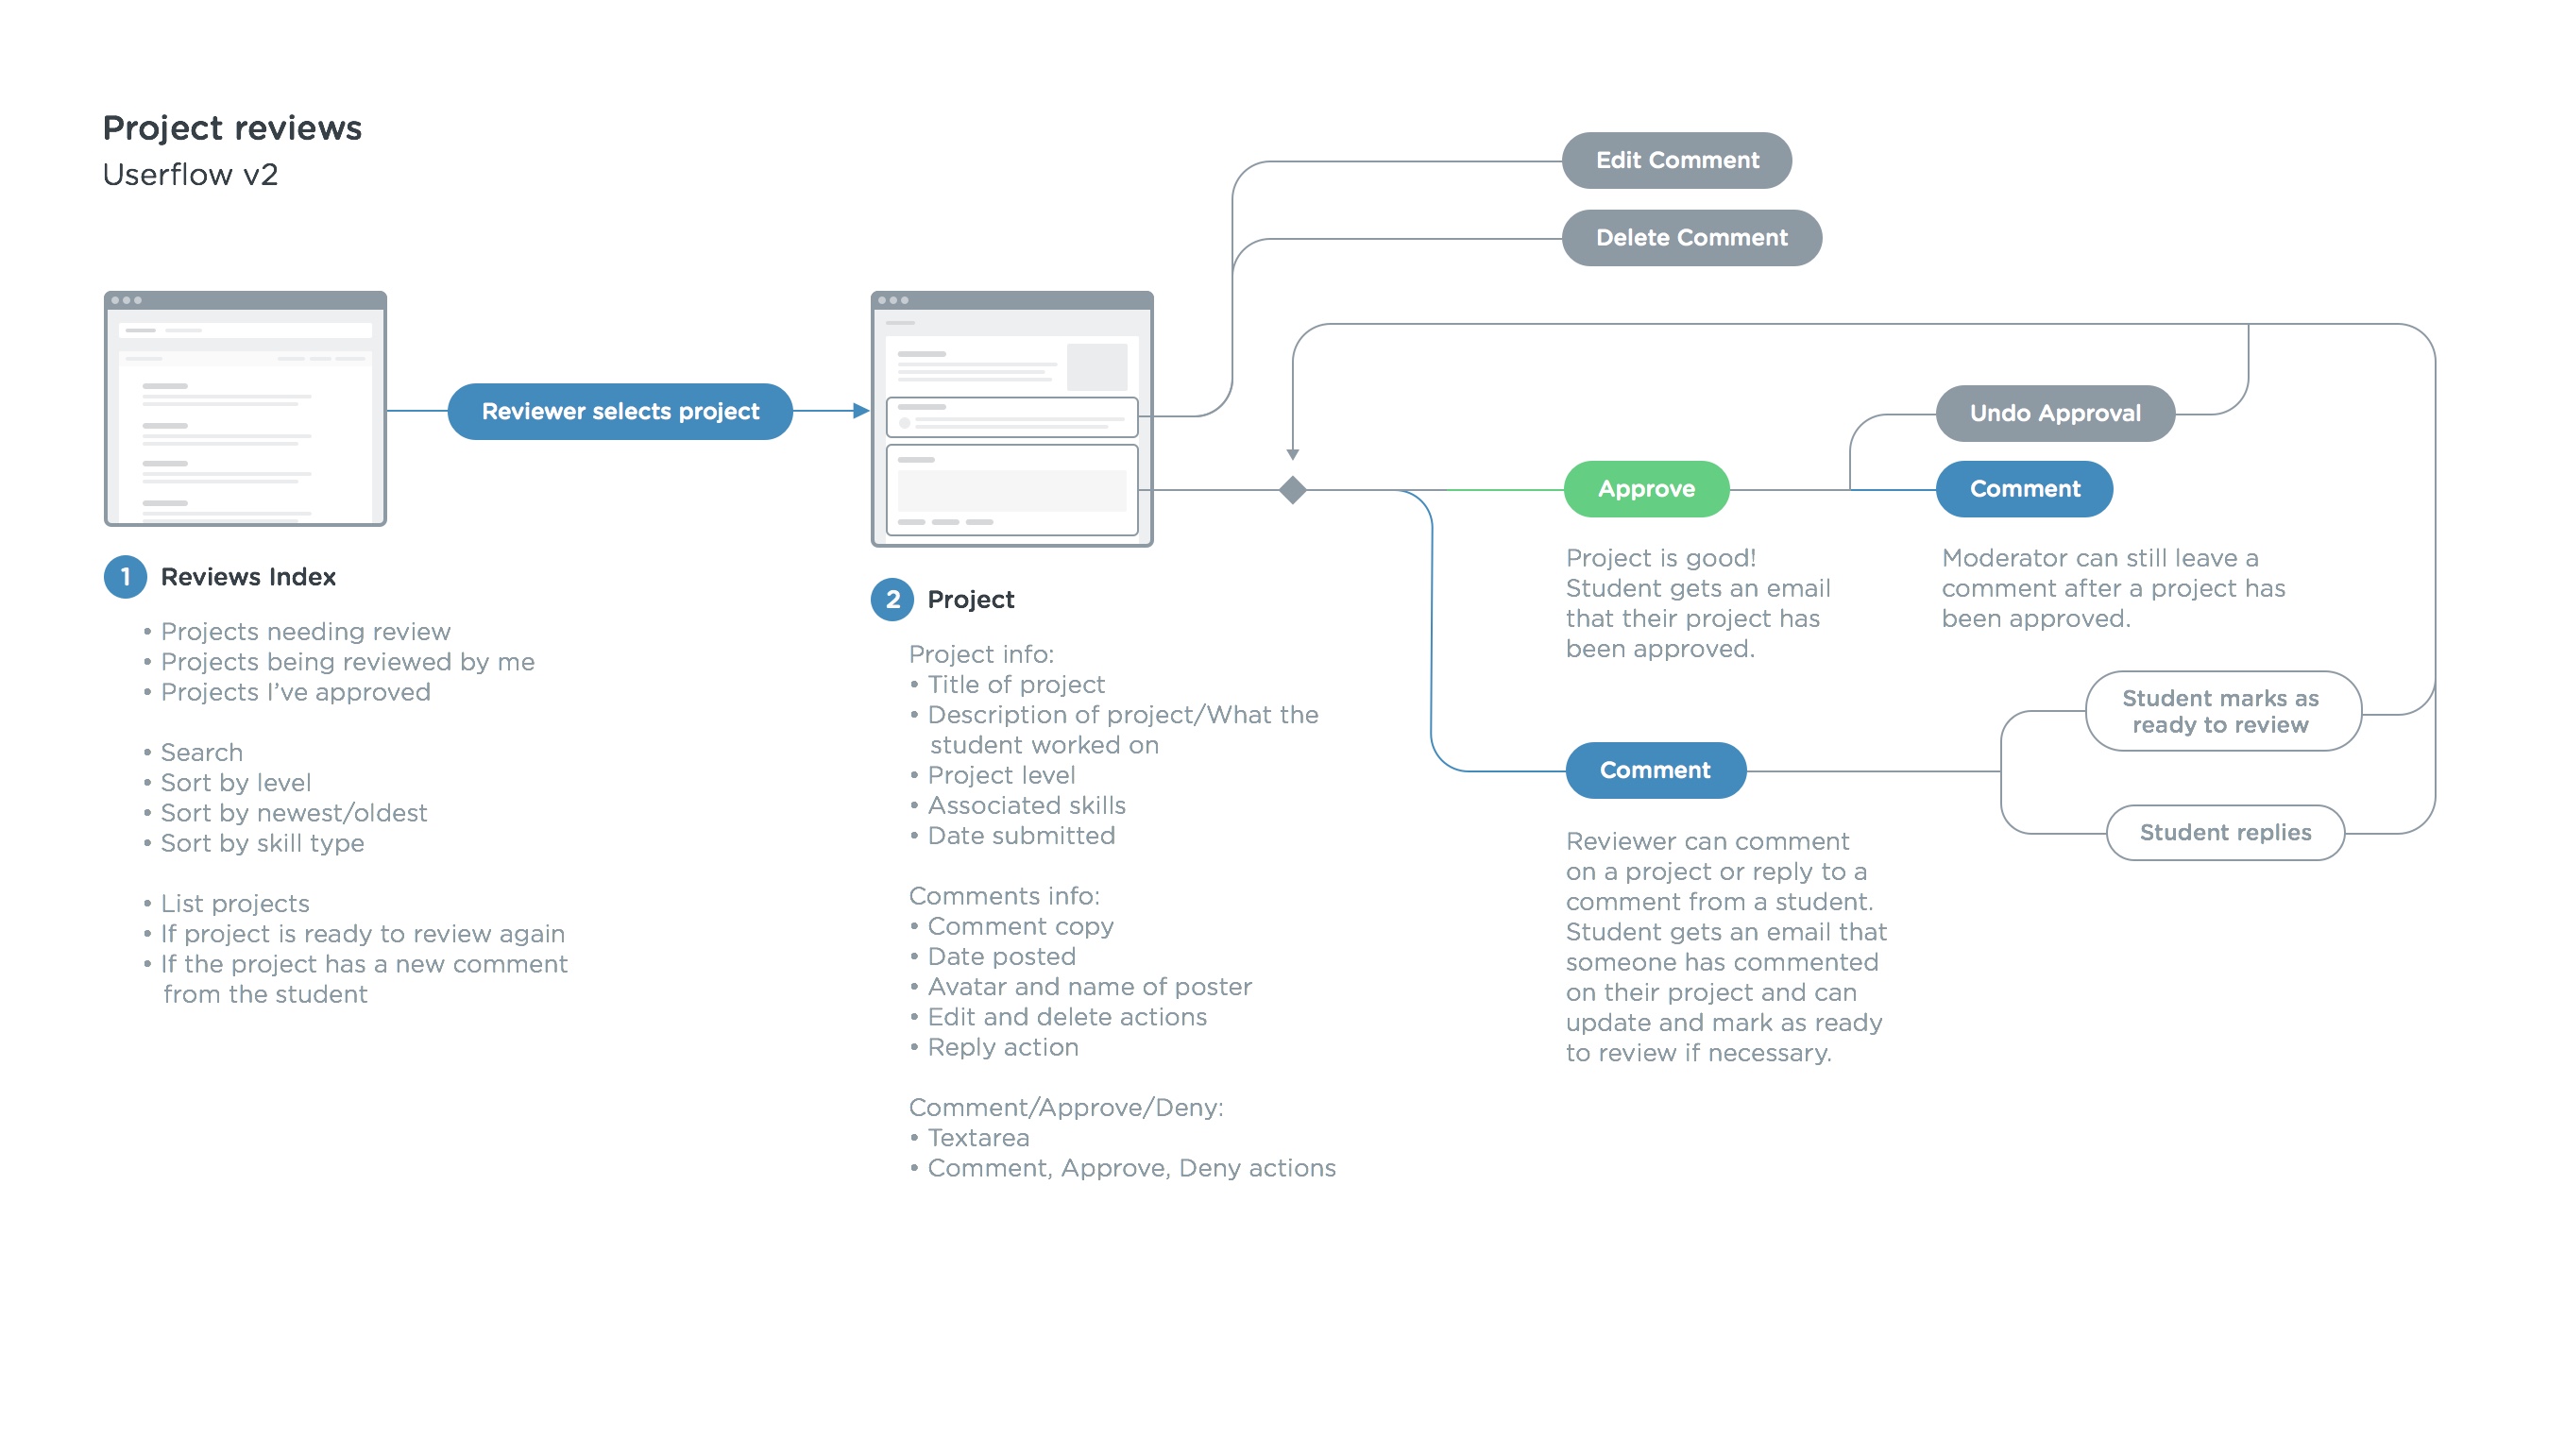 Project reviews
Userflow v2
Edit Comment
Delete Comment
Reviewer selects project
Undo Approval
Approve
Comment
1 Reviews Index
• Projects needing review
• Projects being reviewed by me
• Projects I’ve approved
• Search
• Sort by level
• Sort by newest/oldest
• Sort by skill type
• List projects
• If project is ready to review again
• If the project has a new comment
from the student
2 Project
Project info:
• Title of project
• Description of project/What the
student worked on
• Project level
• Associated skills
• Date submitted
Comments info:
• Comment copy
• Date posted
• Avatar and name of poster
• Edit and delete actions
• Reply action
Comment/Approve/Deny:
• Textarea
• Comment, Approve, Deny actions
Project is good!
Student gets an email
that their project has
been approved.
Moderator can still leave a
comment after a project has
been approved.
Student marks as
ready to review
Comment
Student replies
Reviewer can comment
on a project or reply to a
comment from a student.
Student gets an email that
someone has commented
on their project and can
update and mark as ready
to review if necessary.